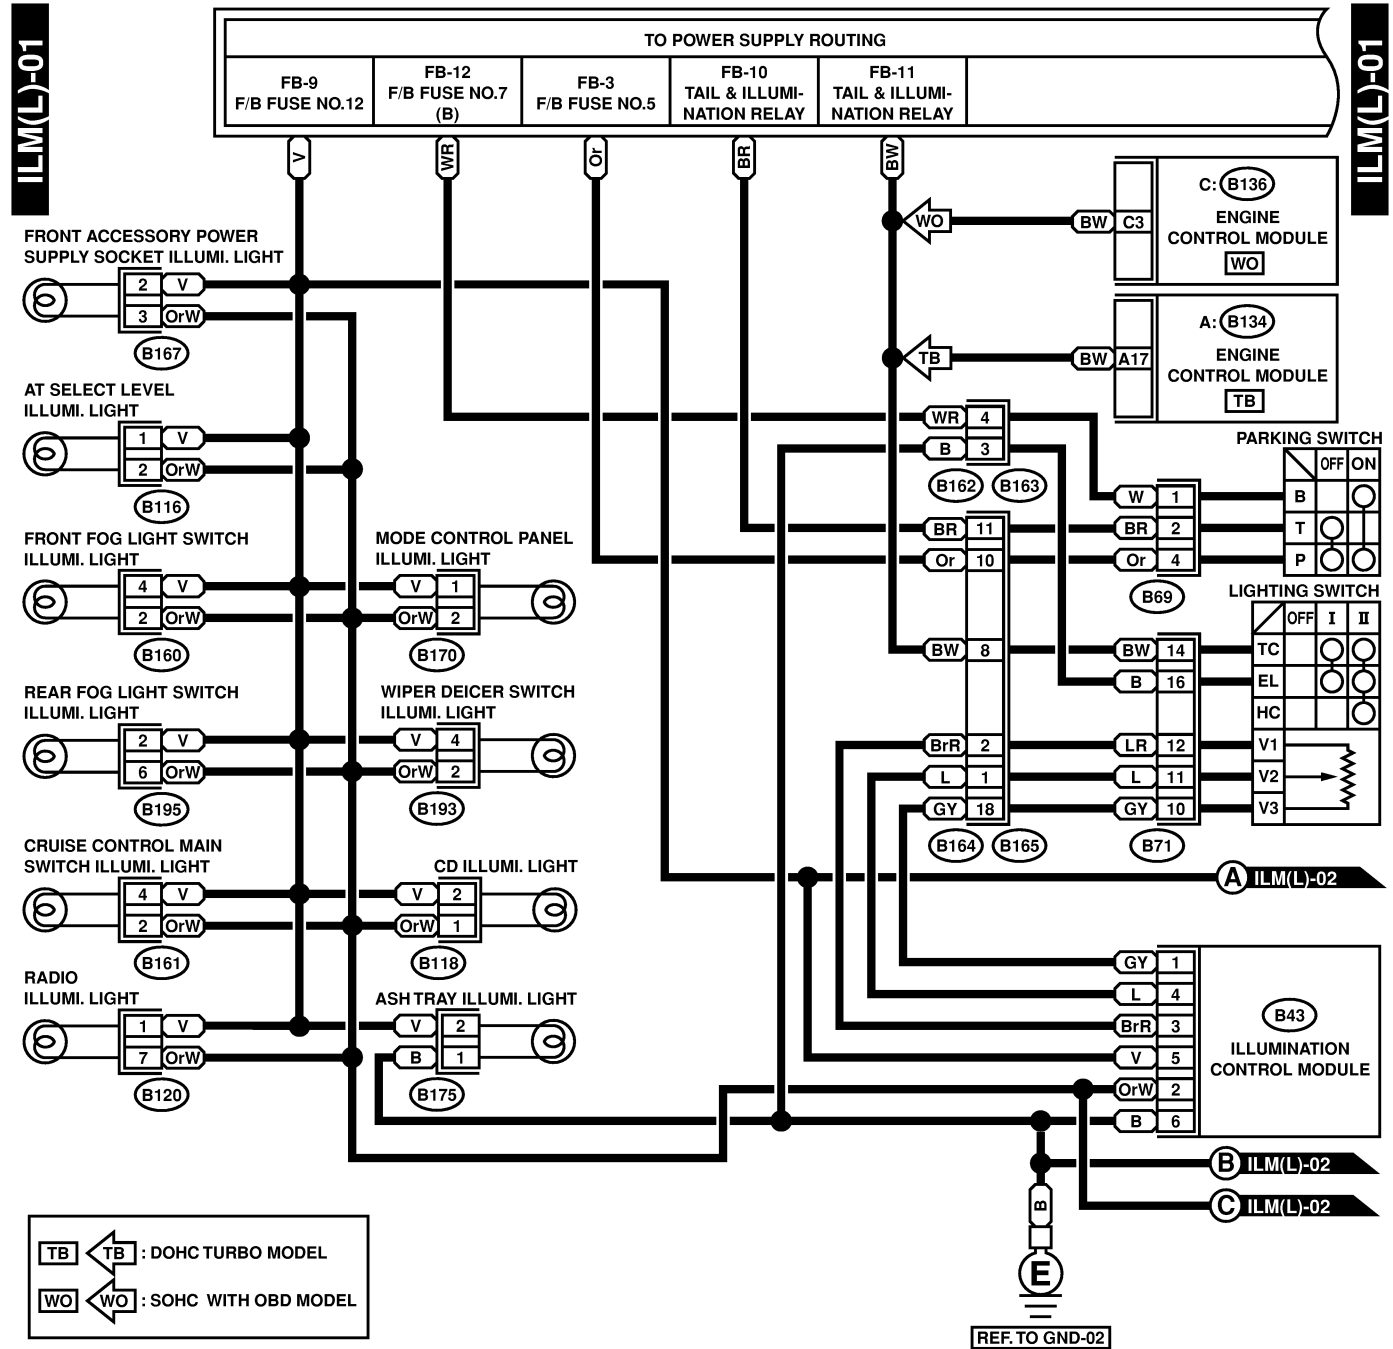 ILM(L)-01
ILM(L)-01
TO POWER SUPPLY ROUTING
FB-9
F/B FUSE NO.12
FB-12
F/B FUSE NO.7
(B)
FB-3
F/B FUSE NO.5
FB-10
TAIL & ILLUMI-
NATION RELAY
FB-11
TAIL & ILLUMI-
NATION RELAY
V
WR
Or
BR
BW
WO
BW C3
C: B136
ENGINE
CONTROL MODULE
WO
TB
BW A17
A: B134
ENGINE
CONTROL MODULE
TB
FRONT ACCESSORY POWER
SUPPLY SOCKET ILLUMI. LIGHT
2 V
3 OrW
B167
AT SELECT LEVEL
ILLUMI. LIGHT
1 V
2 OrW
B116
FRONT FOG LIGHT SWITCH
ILLUMI. LIGHT
4 V
2 OrW
B160
MODE CONTROL PANEL
ILLUMI. LIGHT
V 1
OrW 2
B170
REAR FOG LIGHT SWITCH
ILLUMI. LIGHT
2 V
6 OrW
B195
WIPER DEICER SWITCH
ILLUMI. LIGHT
V 4
OrW 2
B193
CRUISE CONTROL MAIN
SWITCH ILLUMI. LIGHT
4 V
2 OrW
B161
CD ILLUMI. LIGHT
V 2
OrW 1
B118
RADIO
ILLUMI. LIGHT
1 V
7 OrW
B120
ASH TRAY ILLUMI. LIGHT
V 2
B 1
B175
WR 4
B 3
B162 B163
BR 11
Or 10
BW 8
BrR 2
L 1
GY 18
B164 B165
PARKING SWITCH
OFF ON
W 1 B
BR 2 T
Or 4 P
B69
LIGHTING SWITCH
OFF I II
BW 14 TC
B 16 EL
HC
LR 12 V1
L 11 V2
GY 10 V3
B71
A ILM(L)-02
GY 1
L 4
BrR 3
V 5
OrW 2
B 6
B43
ILLUMINATION
CONTROL MODULE
B ILM(L)-02
C ILM(L)-02
B
E
REF. TO GND-02
TB TB : DOHC TURBO MODEL
WO WO : SOHC WITH OBD MODEL